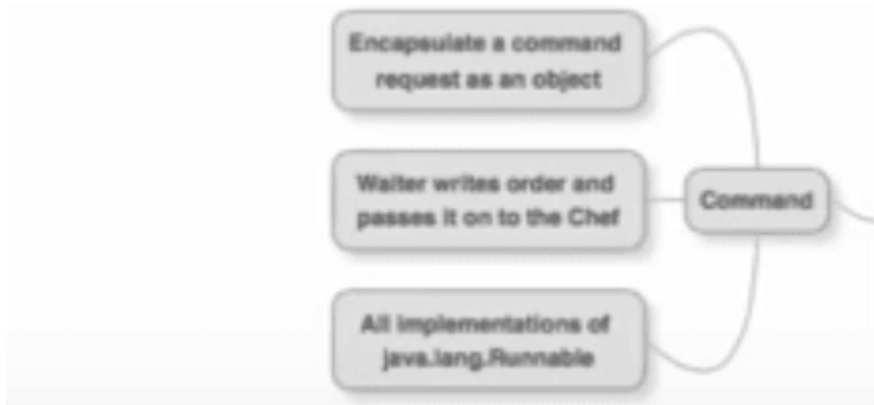 Encapsulate a command
request as an object
Waiter writes order and
passes it on to the Chef
Command
All implementations of
java.lang.Runnable